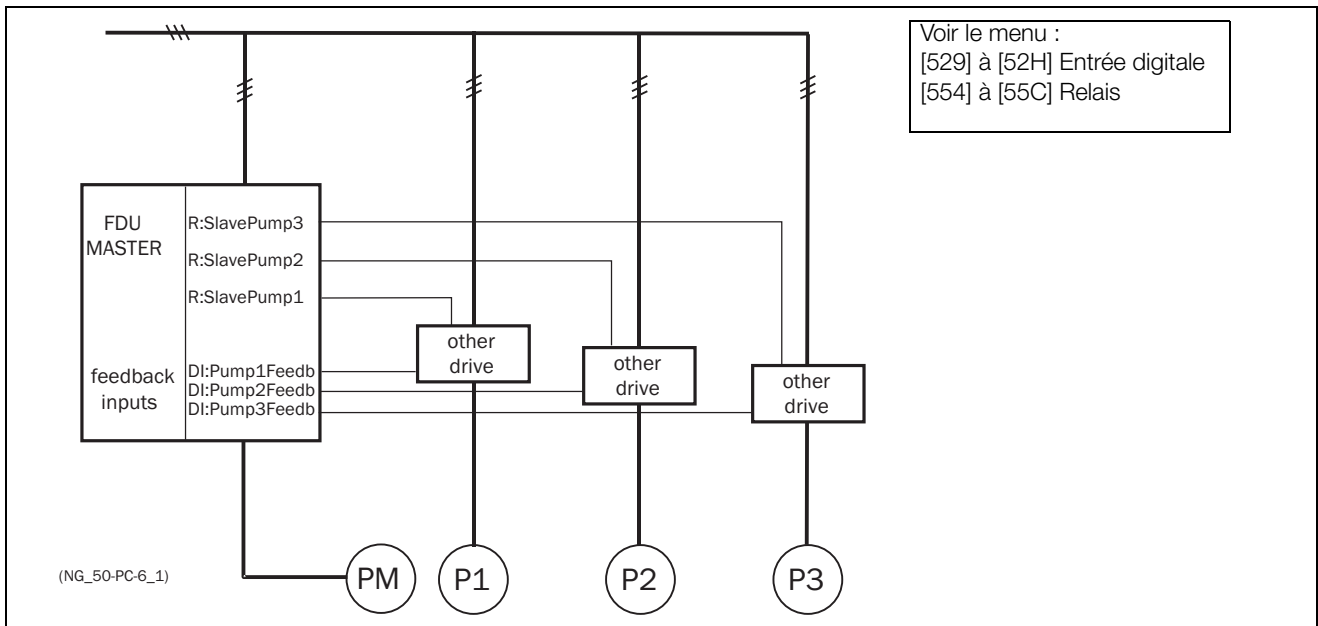 Voir le menu :
[529] à [52H] Entrée digitale
[554] à [55C] Relais
FDU
MASTER
R:SlavePump3
R:SlavePump2
R:SlavePump1
feedback
inputs
DI:Pump1Feedb
DI:Pump2Feedb
DI:Pump3Feedb
other
drive
other
drive
other
drive
(NG_50-PC-6_1)
PM
P1
P2
P3